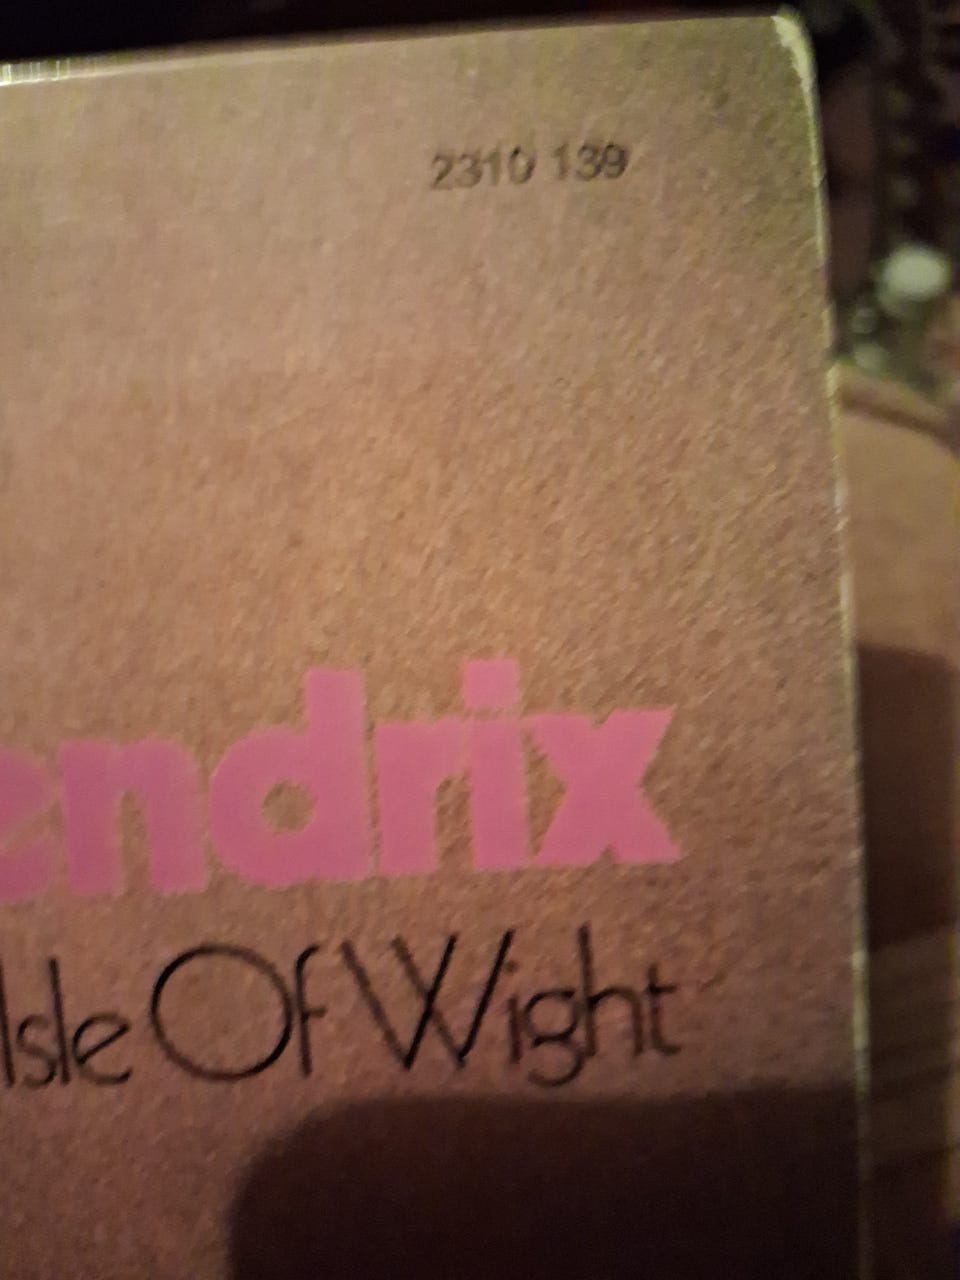 2310 139
endrix
Isle Of Wight